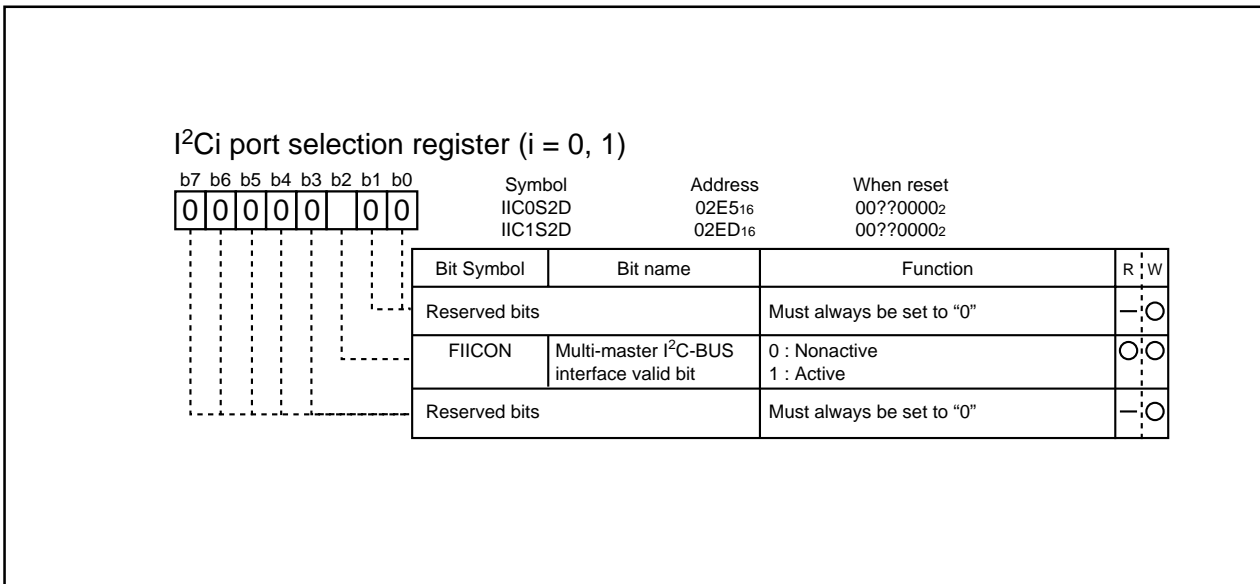 I²Ci port selection register (i = 0, 1)
b7 b6 b5 b4 b3 b2 b1 b0 Symbol Address When reset
0 0 0 0 0 0 0 IIC0S2D 02E5₁₆ 00??0000₂
IIC1S2D 02ED₁₆ 00??0000₂
Bit Symbol Bit name Function R W
Reserved bits Must always be set to “0” –
FIICON Multi-master I²C-BUS 0 : Nonactive
interface valid bit 1 : Active
Reserved bits Must always be set to “0” –